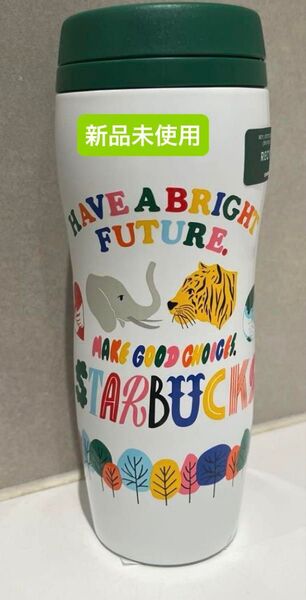 新品未使用
HAVE A BRIGHT
FUTURE.
MAKE GOOD CHOICES.
STARBUCKS